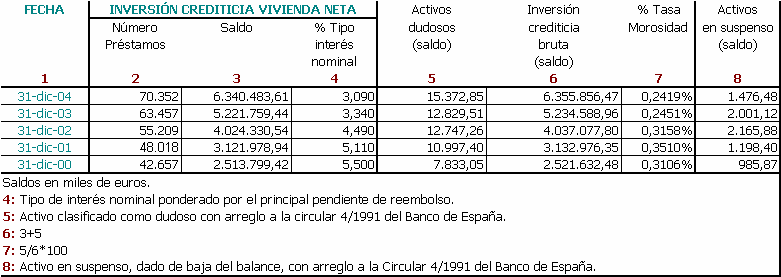 FECHA INVERSIÓN CREDITICIA VIVIENDA NETA Activos dudosos (saldo) Inversión crediticia bruta (saldo) % Tasa Morosidad Activos en suspenso (saldo)
Número Préstamos Saldo % Tipo interés nominal
1 2 3 4 5 6 7 8
31-dic-04 70.352 6.340.483,61 3,090 15.372,85 6.355.856,47 0,2419% 1.476,48
31-dic-03 63.457 5.221.759,44 3,340 12.829,51 5.234.588,96 0,2451% 2.001,12
31-dic-02 55.209 4.024.330,54 4,490 12.747,26 4.037.077,80 0,3158% 2.165,88
31-dic-01 48.018 3.121.978,94 5,110 10.997,40 3.132.976,35 0,3510% 1.198,40
31-dic-00 42.657 2.513.799,42 5,500 7.833,05 2.521.632,48 0,3106% 985,87
Saldos en miles de euros.
4: Tipo de interés nominal ponderado por el principal pendiente de reembolso.
5: Activo clasificado como dudoso con arreglo a la circular 4/1991 del Banco de España.
6: 3+5
7: 5/6*100
8: Activo en suspenso, dado de baja del balance, con arreglo a la Circular 4/1991 del Banco de España.